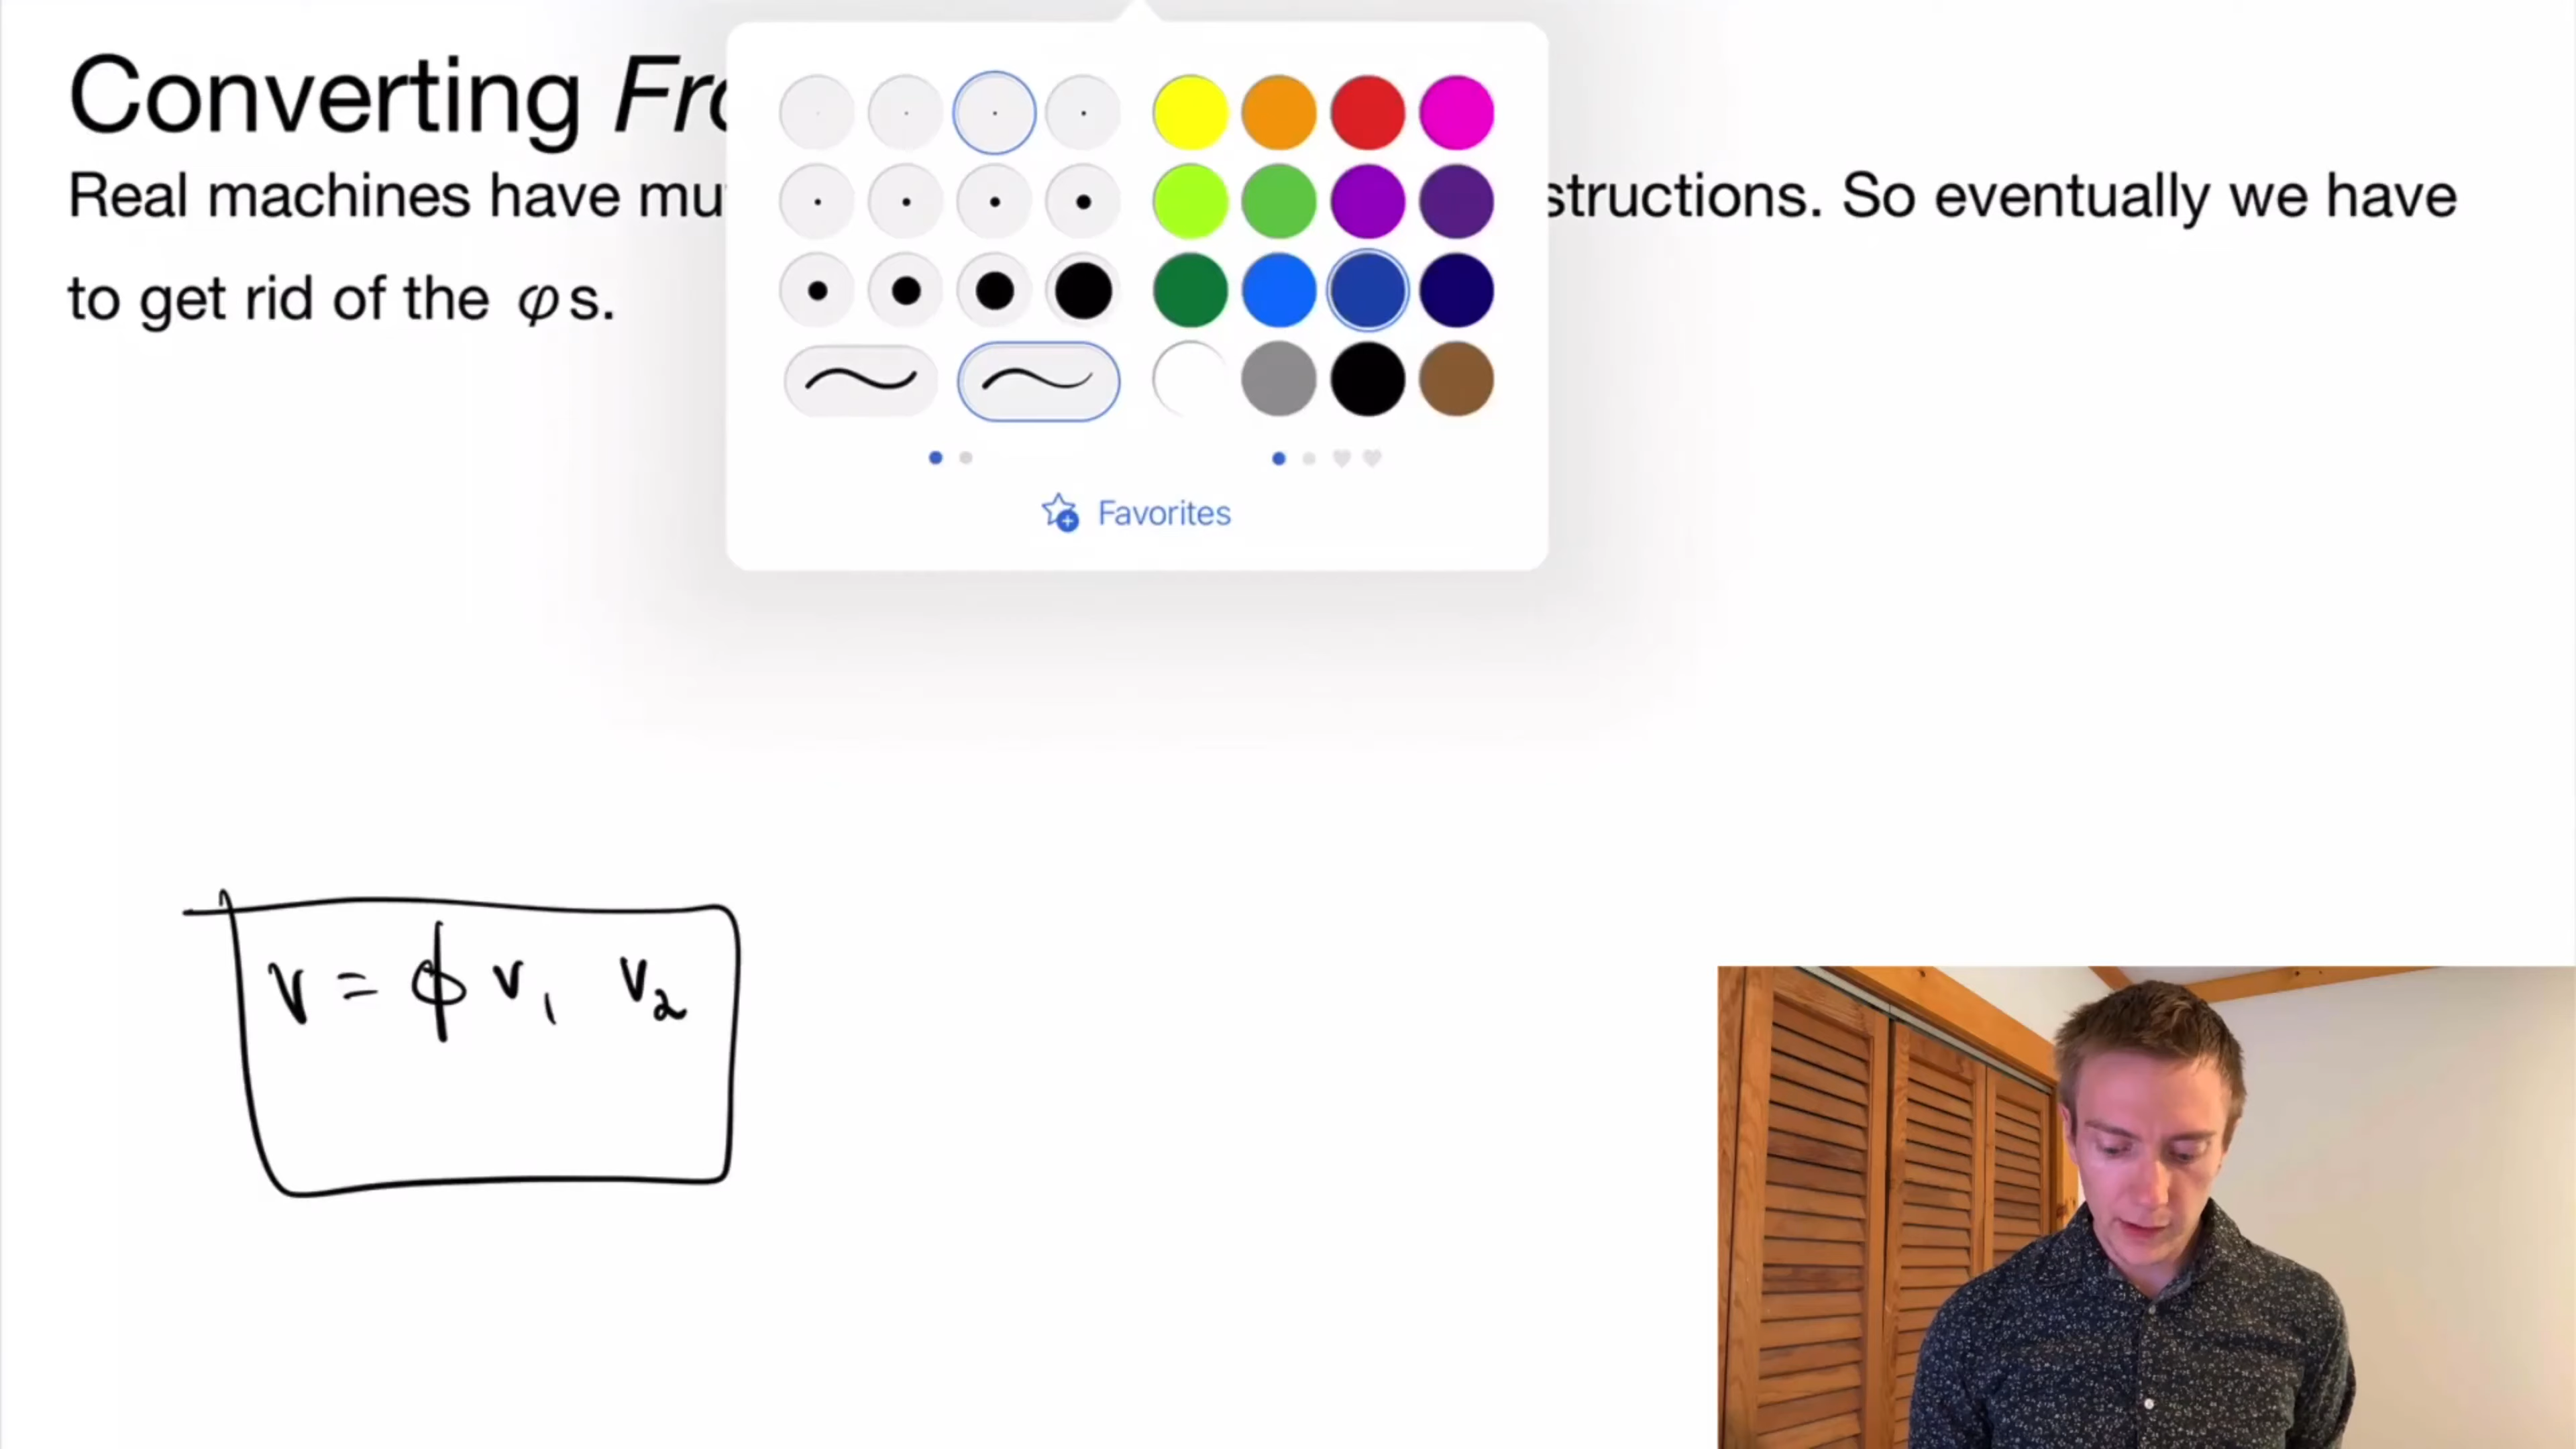 Converting Fro
Real machines have mu structions. So eventually we have
to get rid of the φs.
Favorites
v = ϕ v₁ v₂